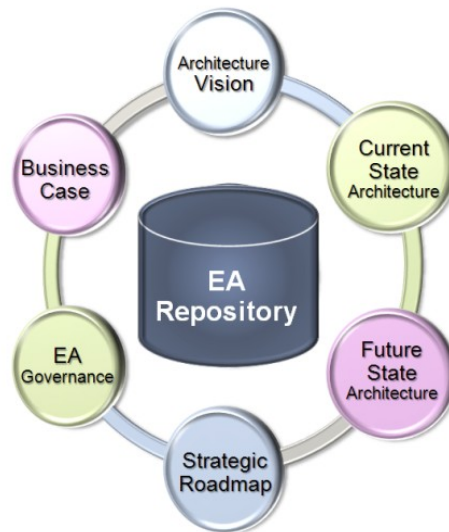 Architecture
Vision
Current
State
Architecture
Future
State
Architecture
Strategic
Roadmap
EA
Governance
Business
Case
EA
Repository